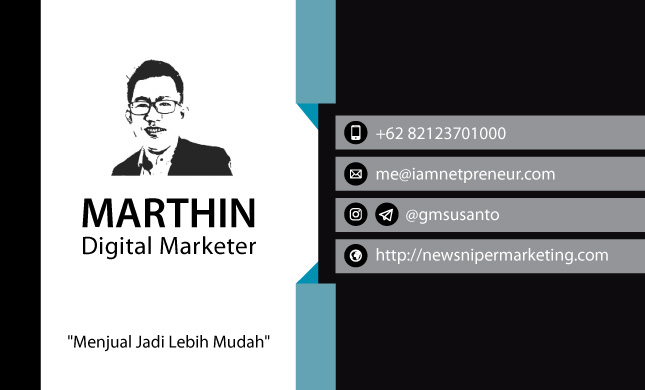 MARTHIN
Digital Marketer
"Menjual Jadi Lebih Mudah"
+62 82123701000
me@iamnetpreneur.com
@gmsusanto
http://newsnipermarketing.com